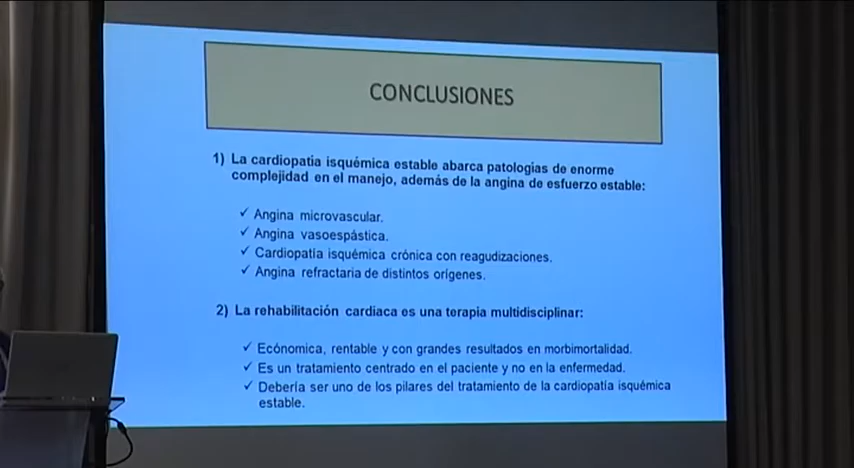 CONCLUSIONES
1) La cardiopatia isquémica estable abarca patologias de enorme
complejidad en el manejo, además de la angina de esfuerzo estable:
✓ Angina microvascular.
✓ Angina vasoespástica.
✓ Cardiopatía isquémica crónica con reagudizaciones.
✓ Angina refractaria de distintos orígenes.
2) La rehabilitación cardiaca es una terapia multidisciplinar:
✓ Ecónomica, rentable y con grandes resultados en morbimortalidad.
✓ Es un tratamiento centrado en el paciente y no en la enfermedad.
✓ Debería ser uno de los pilares del tratamiento de la cardiopatía isquémica
estable.